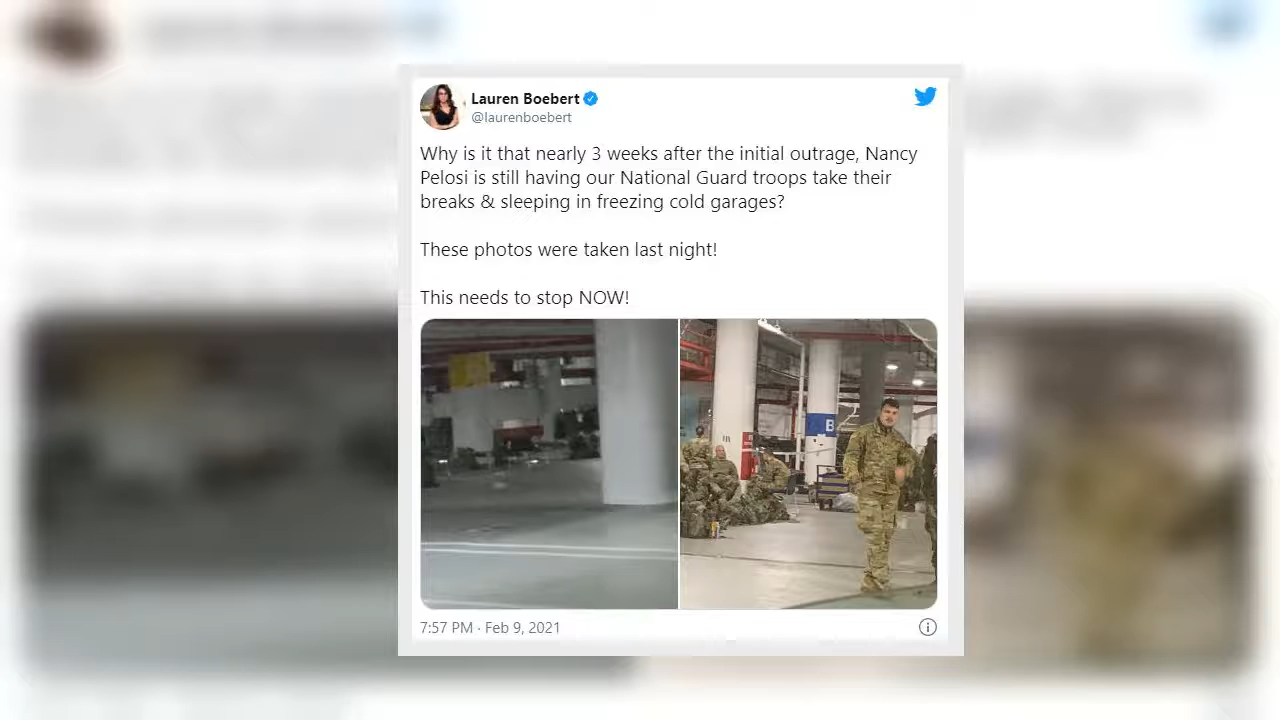 Lauren Boebert
@laurenboebert
Why is it that nearly 3 weeks after the initial outrage, Nancy
Pelosi is still having our National Guard troops take their
breaks & sleeping in freezing cold garages?
These photos were taken last night!
This needs to stop NOW!
B
7:57 PM · Feb 9, 2021